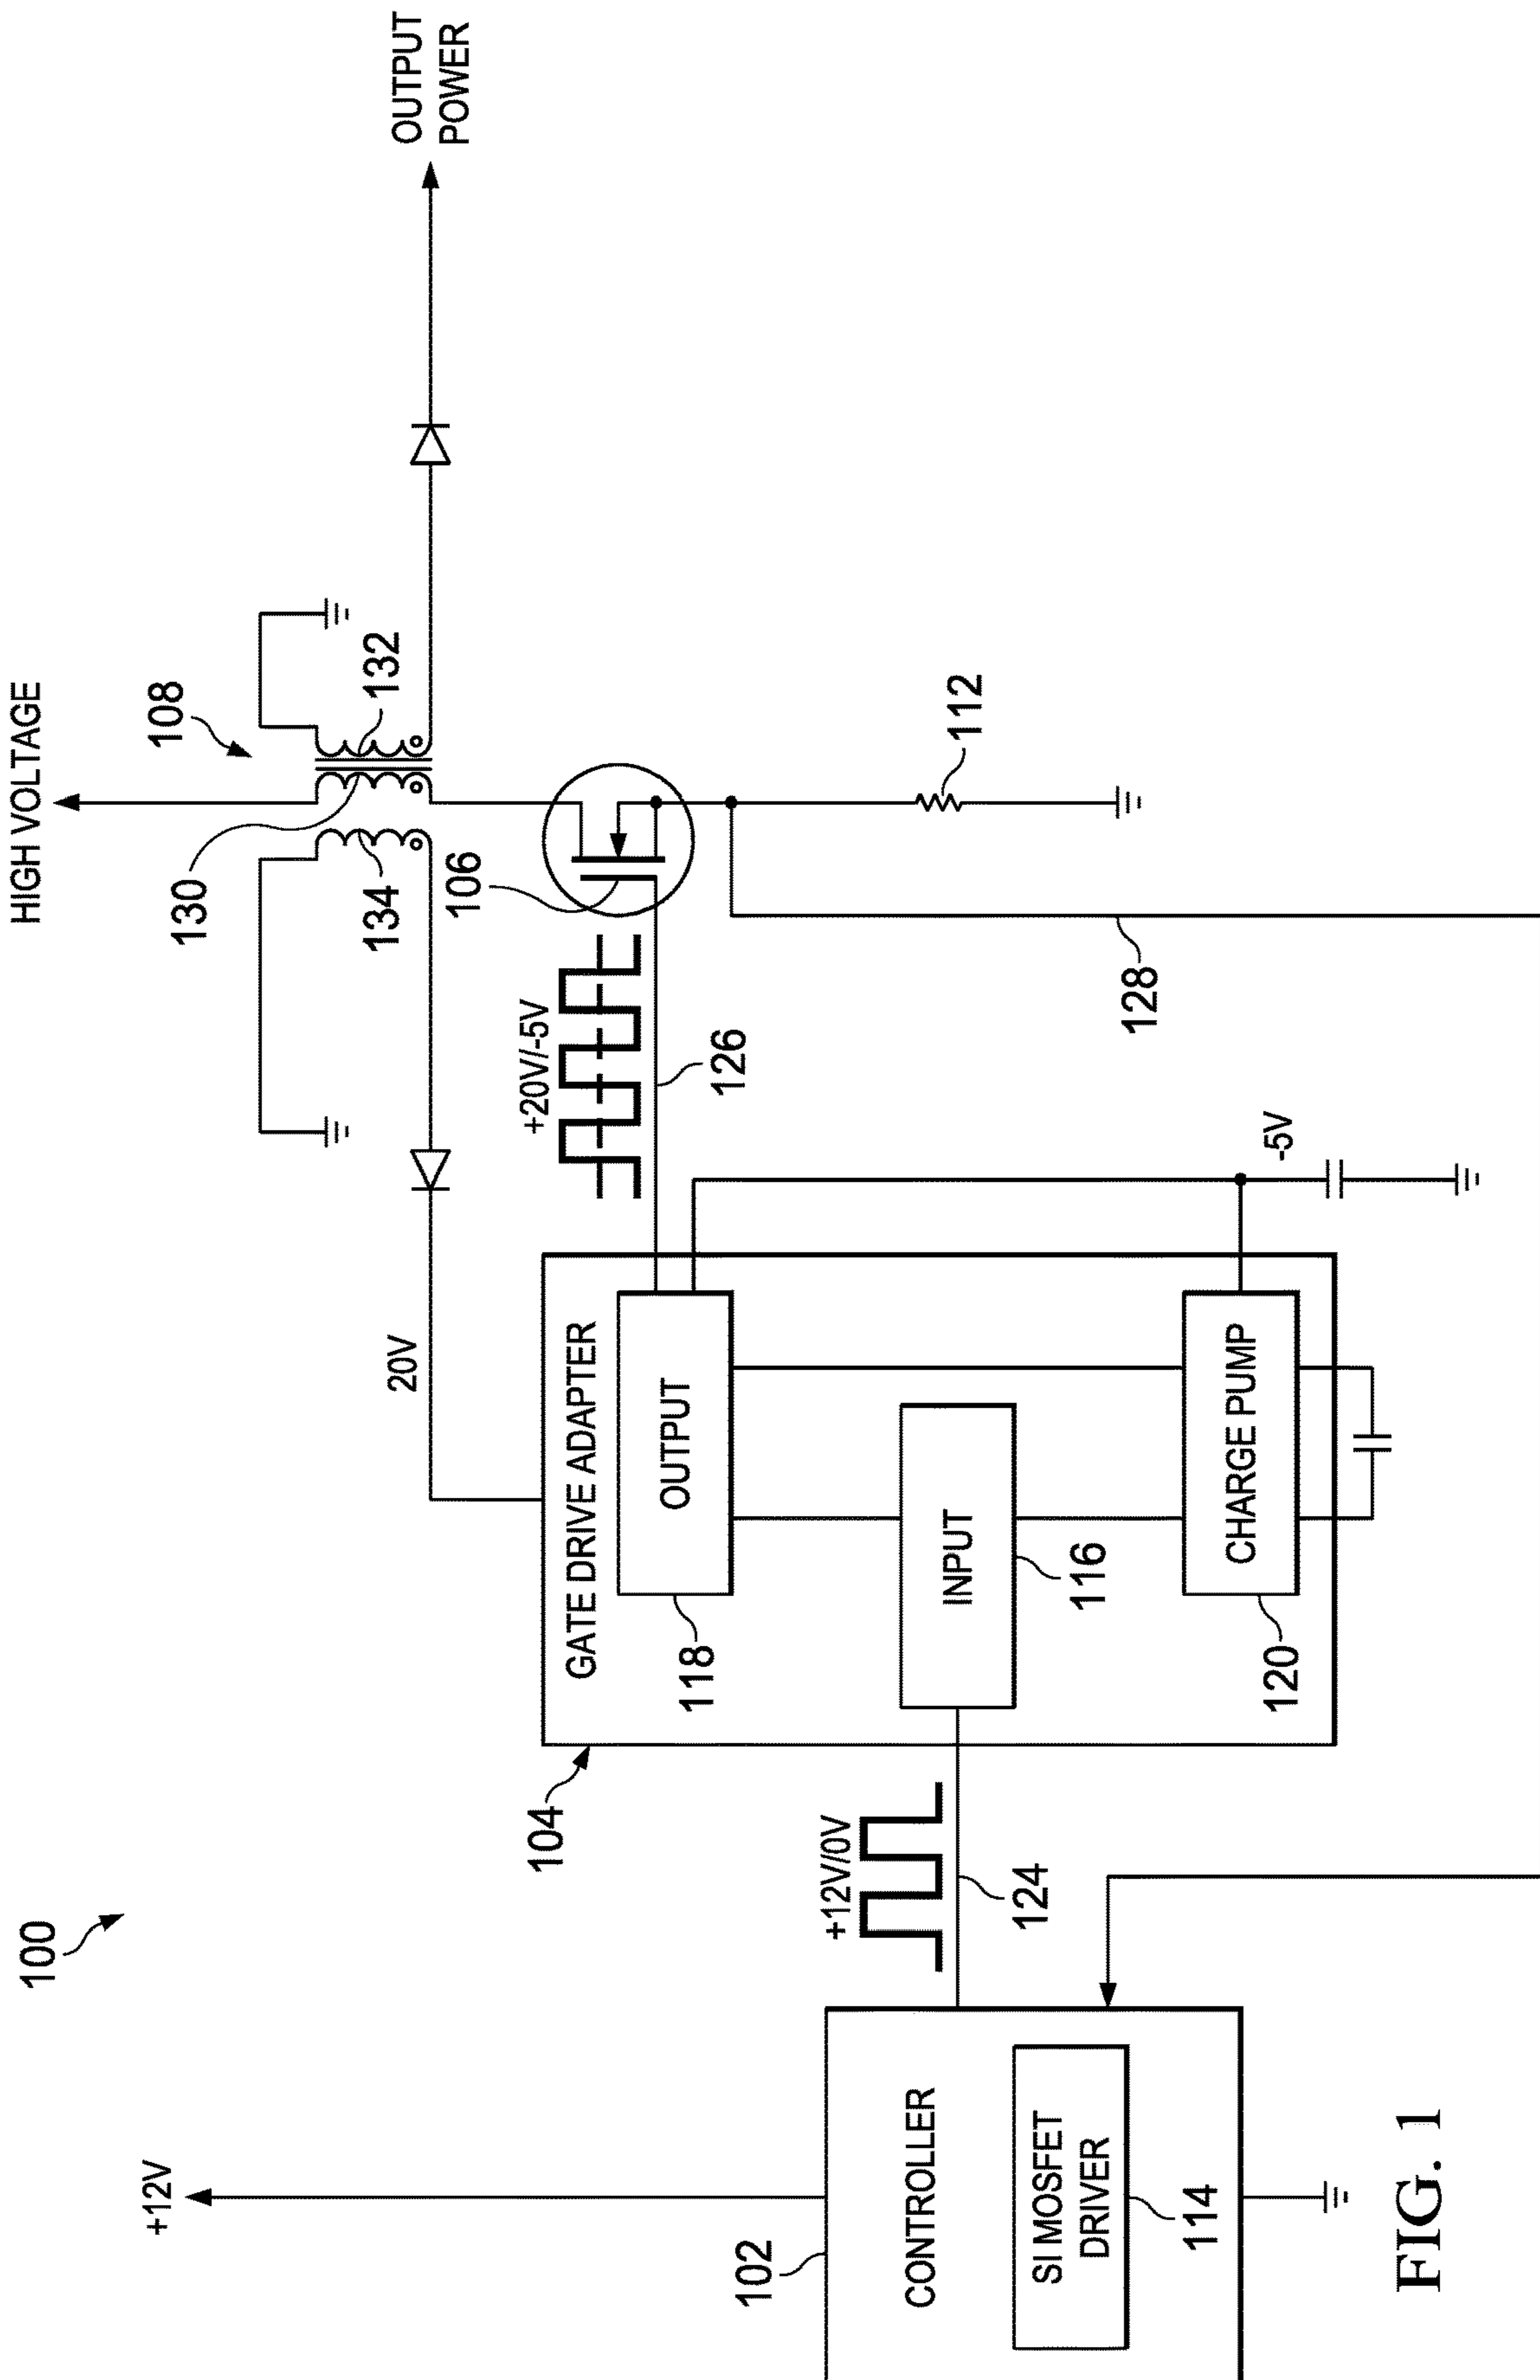 100
+12V
102
CONTROLLER
SI MOSFET
DRIVER
114
+12V/0V
124
104
GATE DRIVE ADAPTER
OUTPUT
118
INPUT
116
CHARGE PUMP
120
20V
+20V/-5V
126
-5V
HIGH VOLTAGE
108
130
134
132
106
112
128
OUTPUT
POWER
FIG. 1